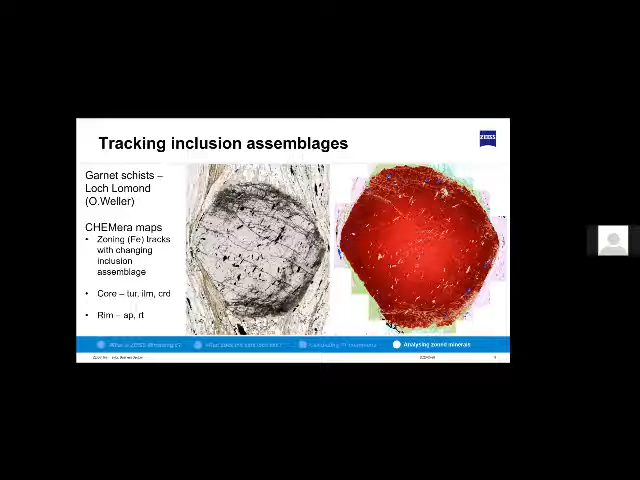 Tracking inclusion assemblages
ZEISS
Garnet schists –
Loch Lomond
(O.Weller)
CHEMera maps
• Zoning (Fe) tracks
with changing
inclusion
assemblage
• Core – tur, ilm, crd
• Rim – ap, rt
Analysing zoned minerals